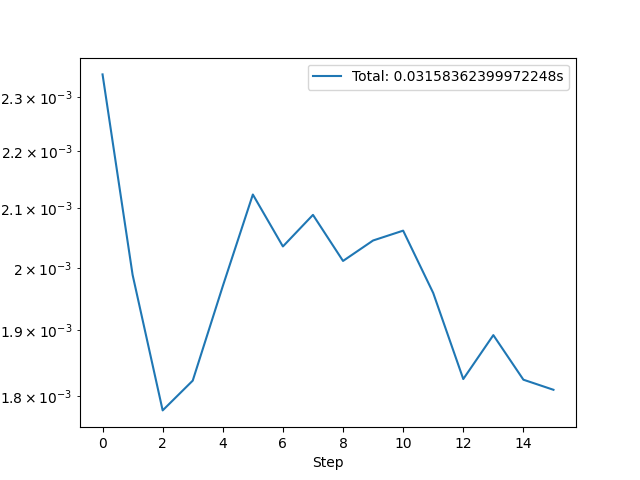 Total: 0.03158362399972248s
2.3 × 10⁻³
2.2 × 10⁻³
2.1 × 10⁻³
2 × 10⁻³
1.9 × 10⁻³
1.8 × 10⁻³
0 2 4 6 8 10 12 14
Step